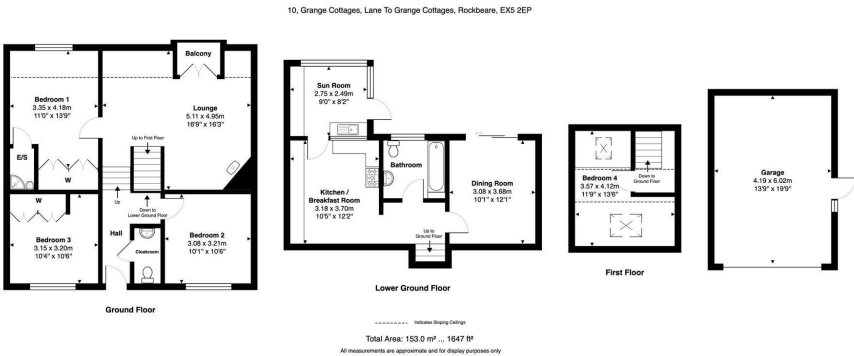 10, Grange Cottages, Lane To Grange Cottages, Rockbeare, EX5 2EP
Balcony
Bedroom 1
3.35 x 4.18m
11'0" x 13'9"
Lounge
5.11 x 4.95m
16'9" x 16'3"
Up to First Floor
E/S
W
W
Up
Down to
Lower Ground Floor
Hall
Cloakroom
Bedroom 3
3.15 x 3.20m
10'4" x 10'6"
Bedroom 2
3.08 x 3.21m
10'1" x 10'6"
Ground Floor
Sun Room
2.75 x 2.49m
9'0" x 8'2"
Bathroom
Kitchen /
Breakfast Room
3.18 x 3.70m
10'5" x 12'2"
Dining Room
3.08 x 3.68m
10'1" x 12'1"
Up to
Ground Floor
Lower Ground Floor
Bedroom 4
3.57 x 4.12m
11'9" x 13'6"
Down to
Ground Floor
First Floor
Garage
4.19 x 6.02m
13'9" x 19'9"
Indicates Sloping Ceilings
Total Area: 153.0 m² ... 1647 ft²
All measurements are approximate and for display purposes only